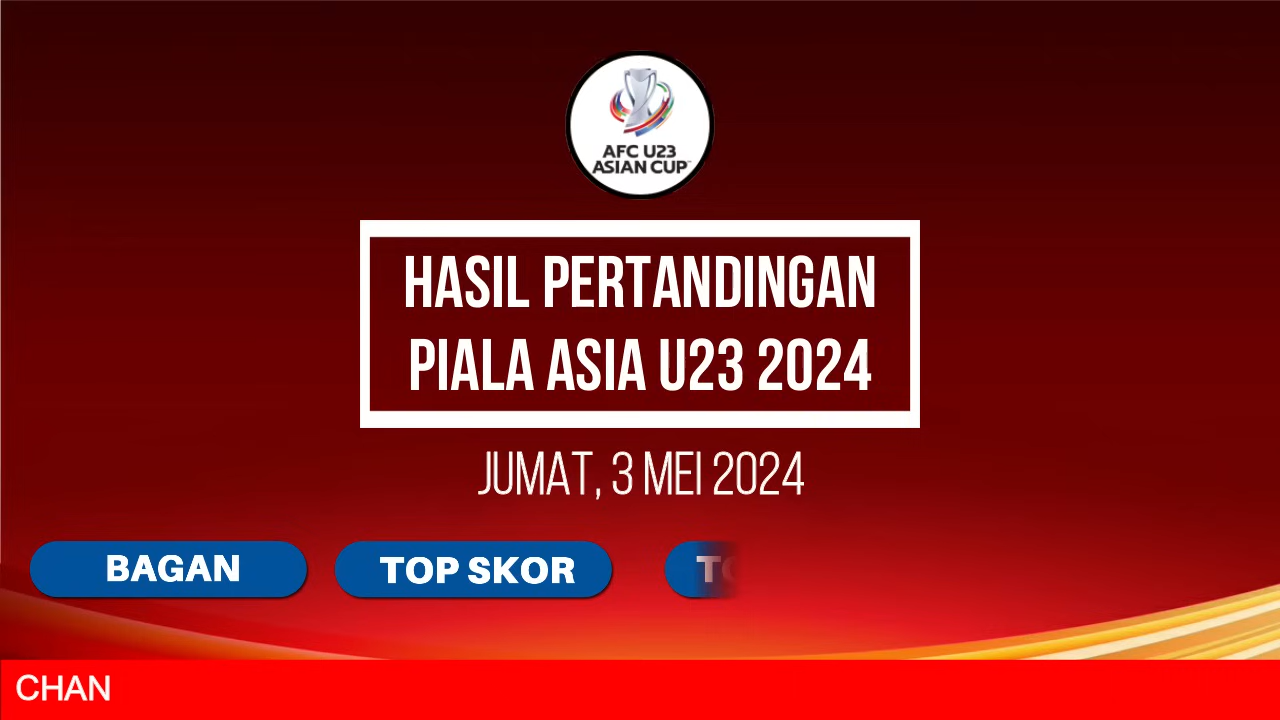 AFC U23
ASIAN CUP
HASIL PERTANDINGAN
PIALA ASIA U23 2024
JUMAT, 3 MEI 2024
BAGAN
TOP SKOR
CHAN